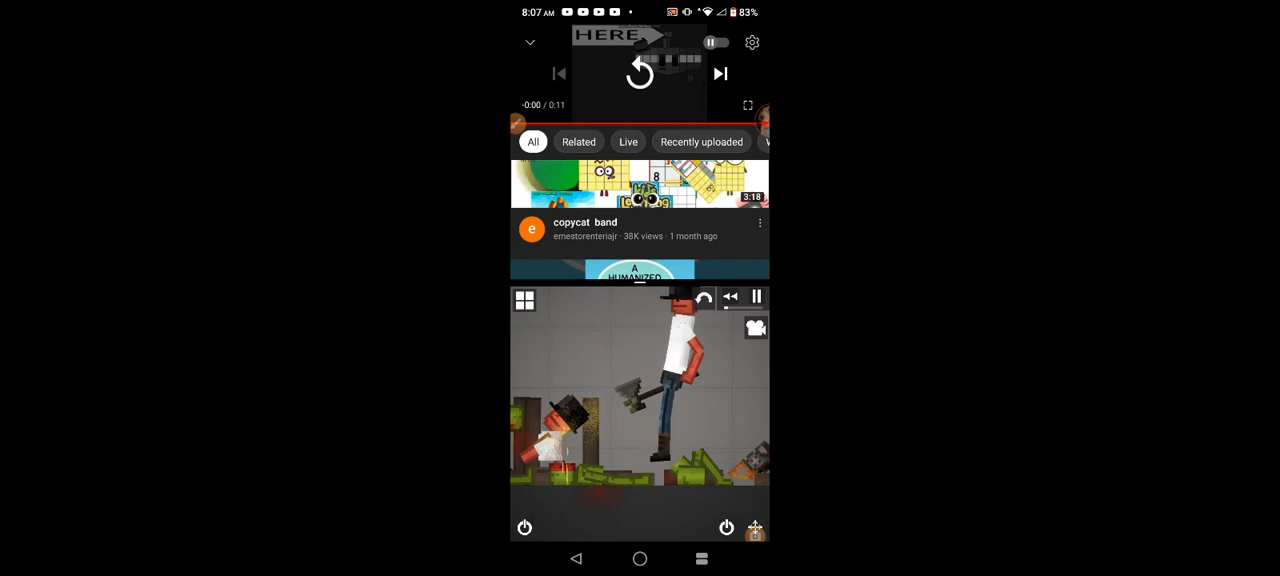 8:07 AM
83%
HERE
-0:00 / 0:11
All
Related
Live
Recently uploaded
8
3:18
e
copycat band
ernestorenteriajr · 38K views · 1 month ago
A
HUMANIZED